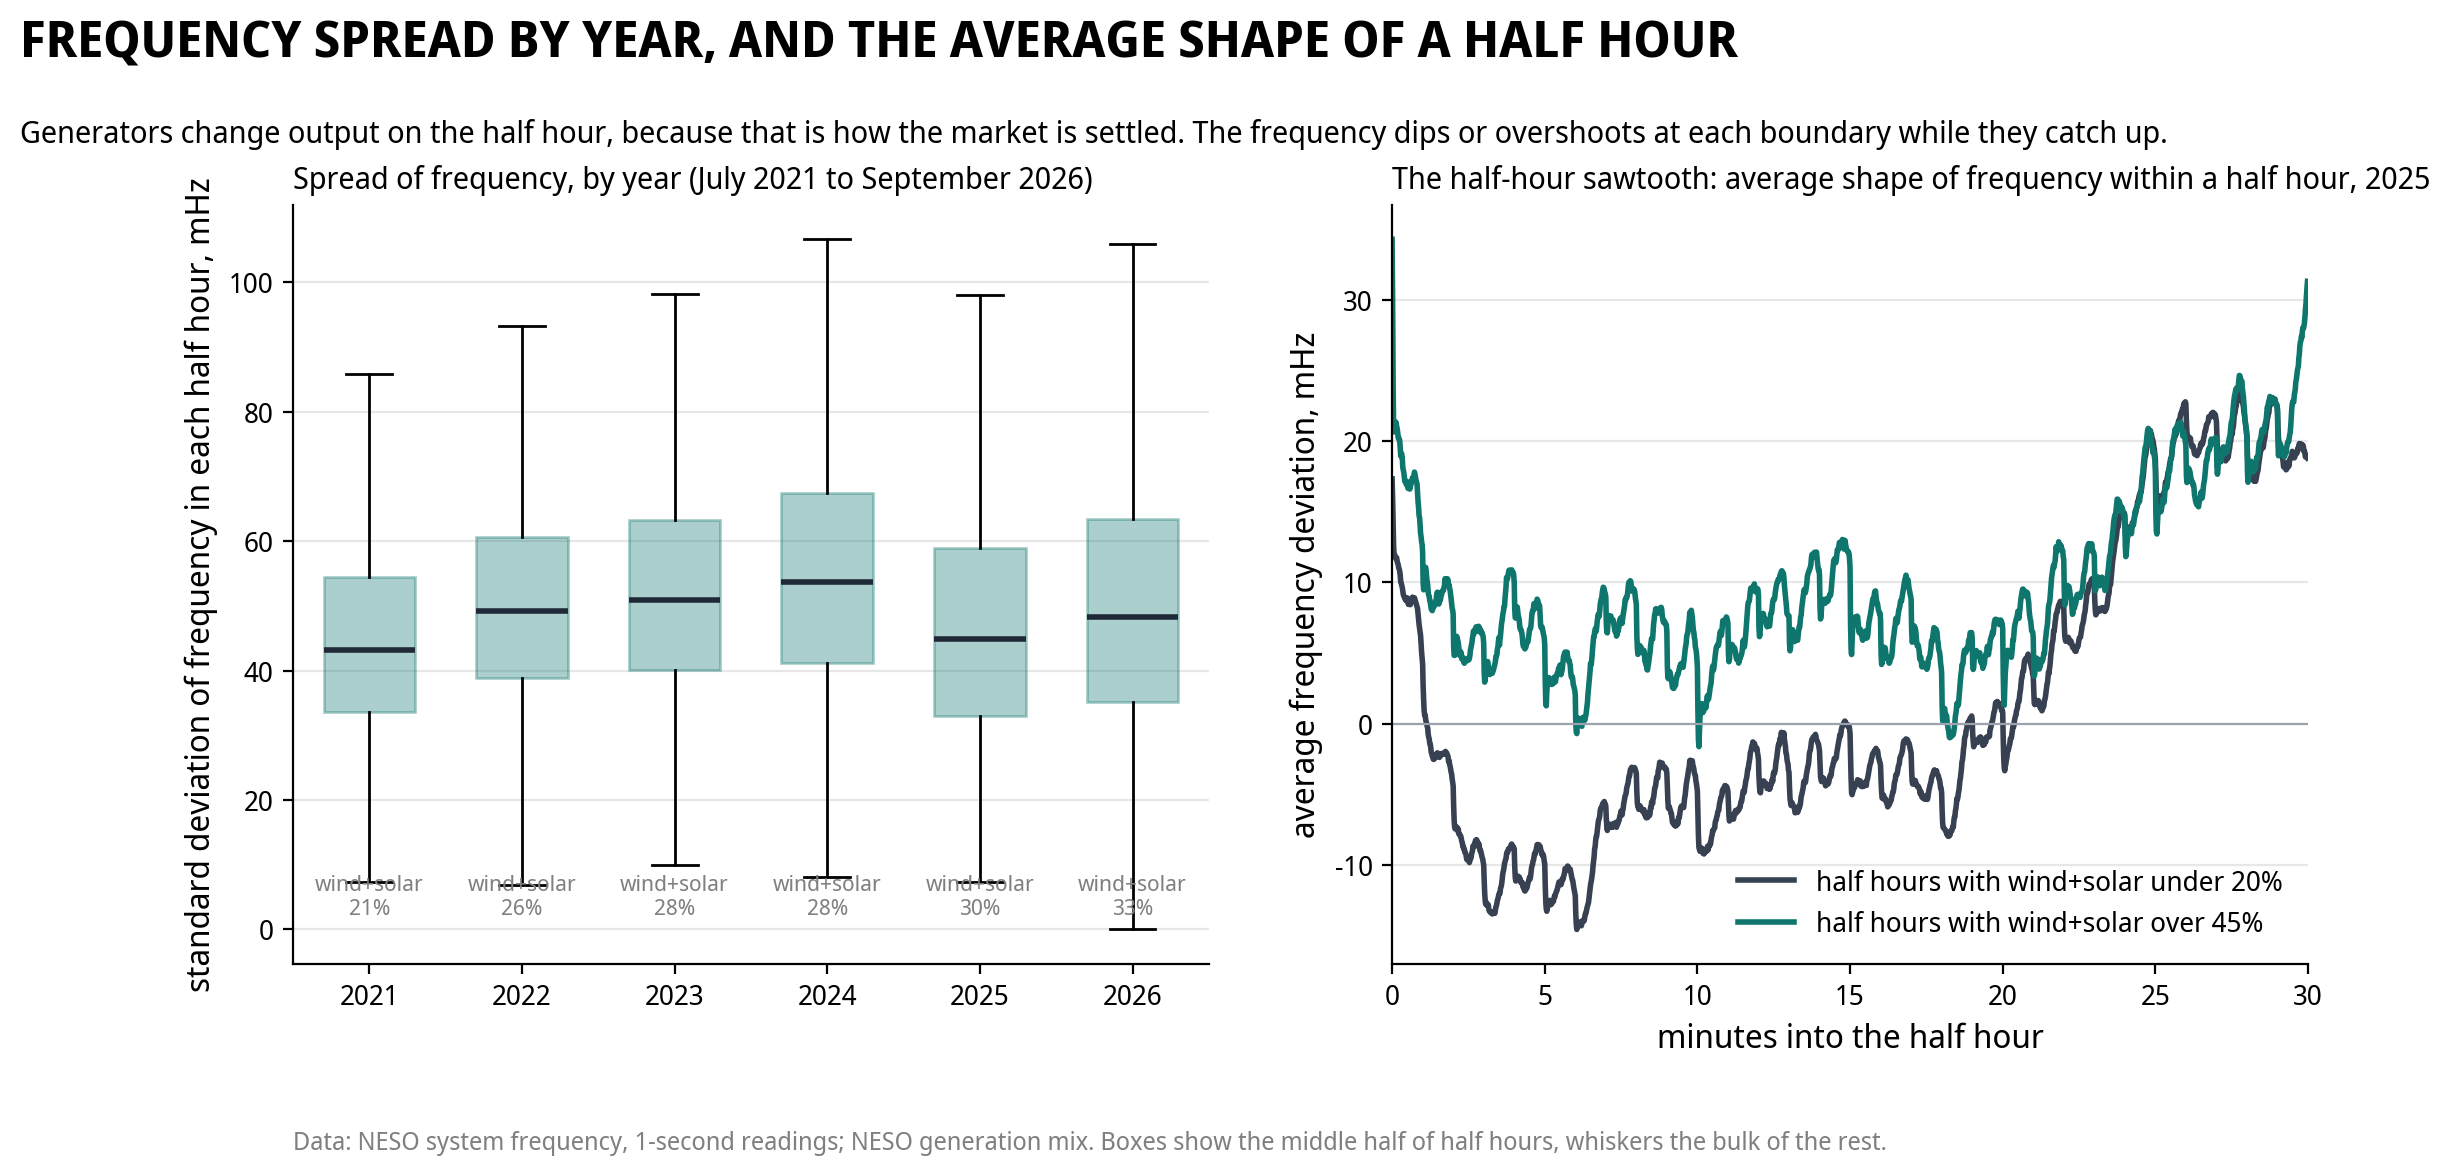 FREQUENCY SPREAD BY YEAR, AND THE AVERAGE SHAPE OF A HALF HOUR
Generators change output on the half hour, because that is how the market is settled. The frequency dips or overshoots at each boundary while they catch up.
Spread of frequency, by year (July 2021 to September 2026)
standard deviation of frequency in each half hour, mHz
100
80
60
40
20
0
wind+solar
21%
wind+solar
26%
wind+solar
28%
wind+solar
28%
wind+solar
30%
wind+solar
33%
2021
2022
2023
2024
2025
2026
The half-hour sawtooth: average shape of frequency within a half hour, 2025
average frequency deviation, mHz
30
20
10
0
-10
half hours with wind+solar under 20%
half hours with wind+solar over 45%
0
5
10
15
20
25
30
minutes into the half hour
Data: NESO system frequency, 1-second readings; NESO generation mix. Boxes show the middle half of half hours, whiskers the bulk of the rest.